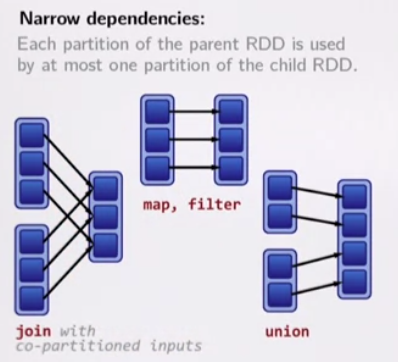 Narrow dependencies:
Each partition of the parent RDD is used
by at most one partition of the child RDD.
map, filter
join with
co-partitioned inputs
union